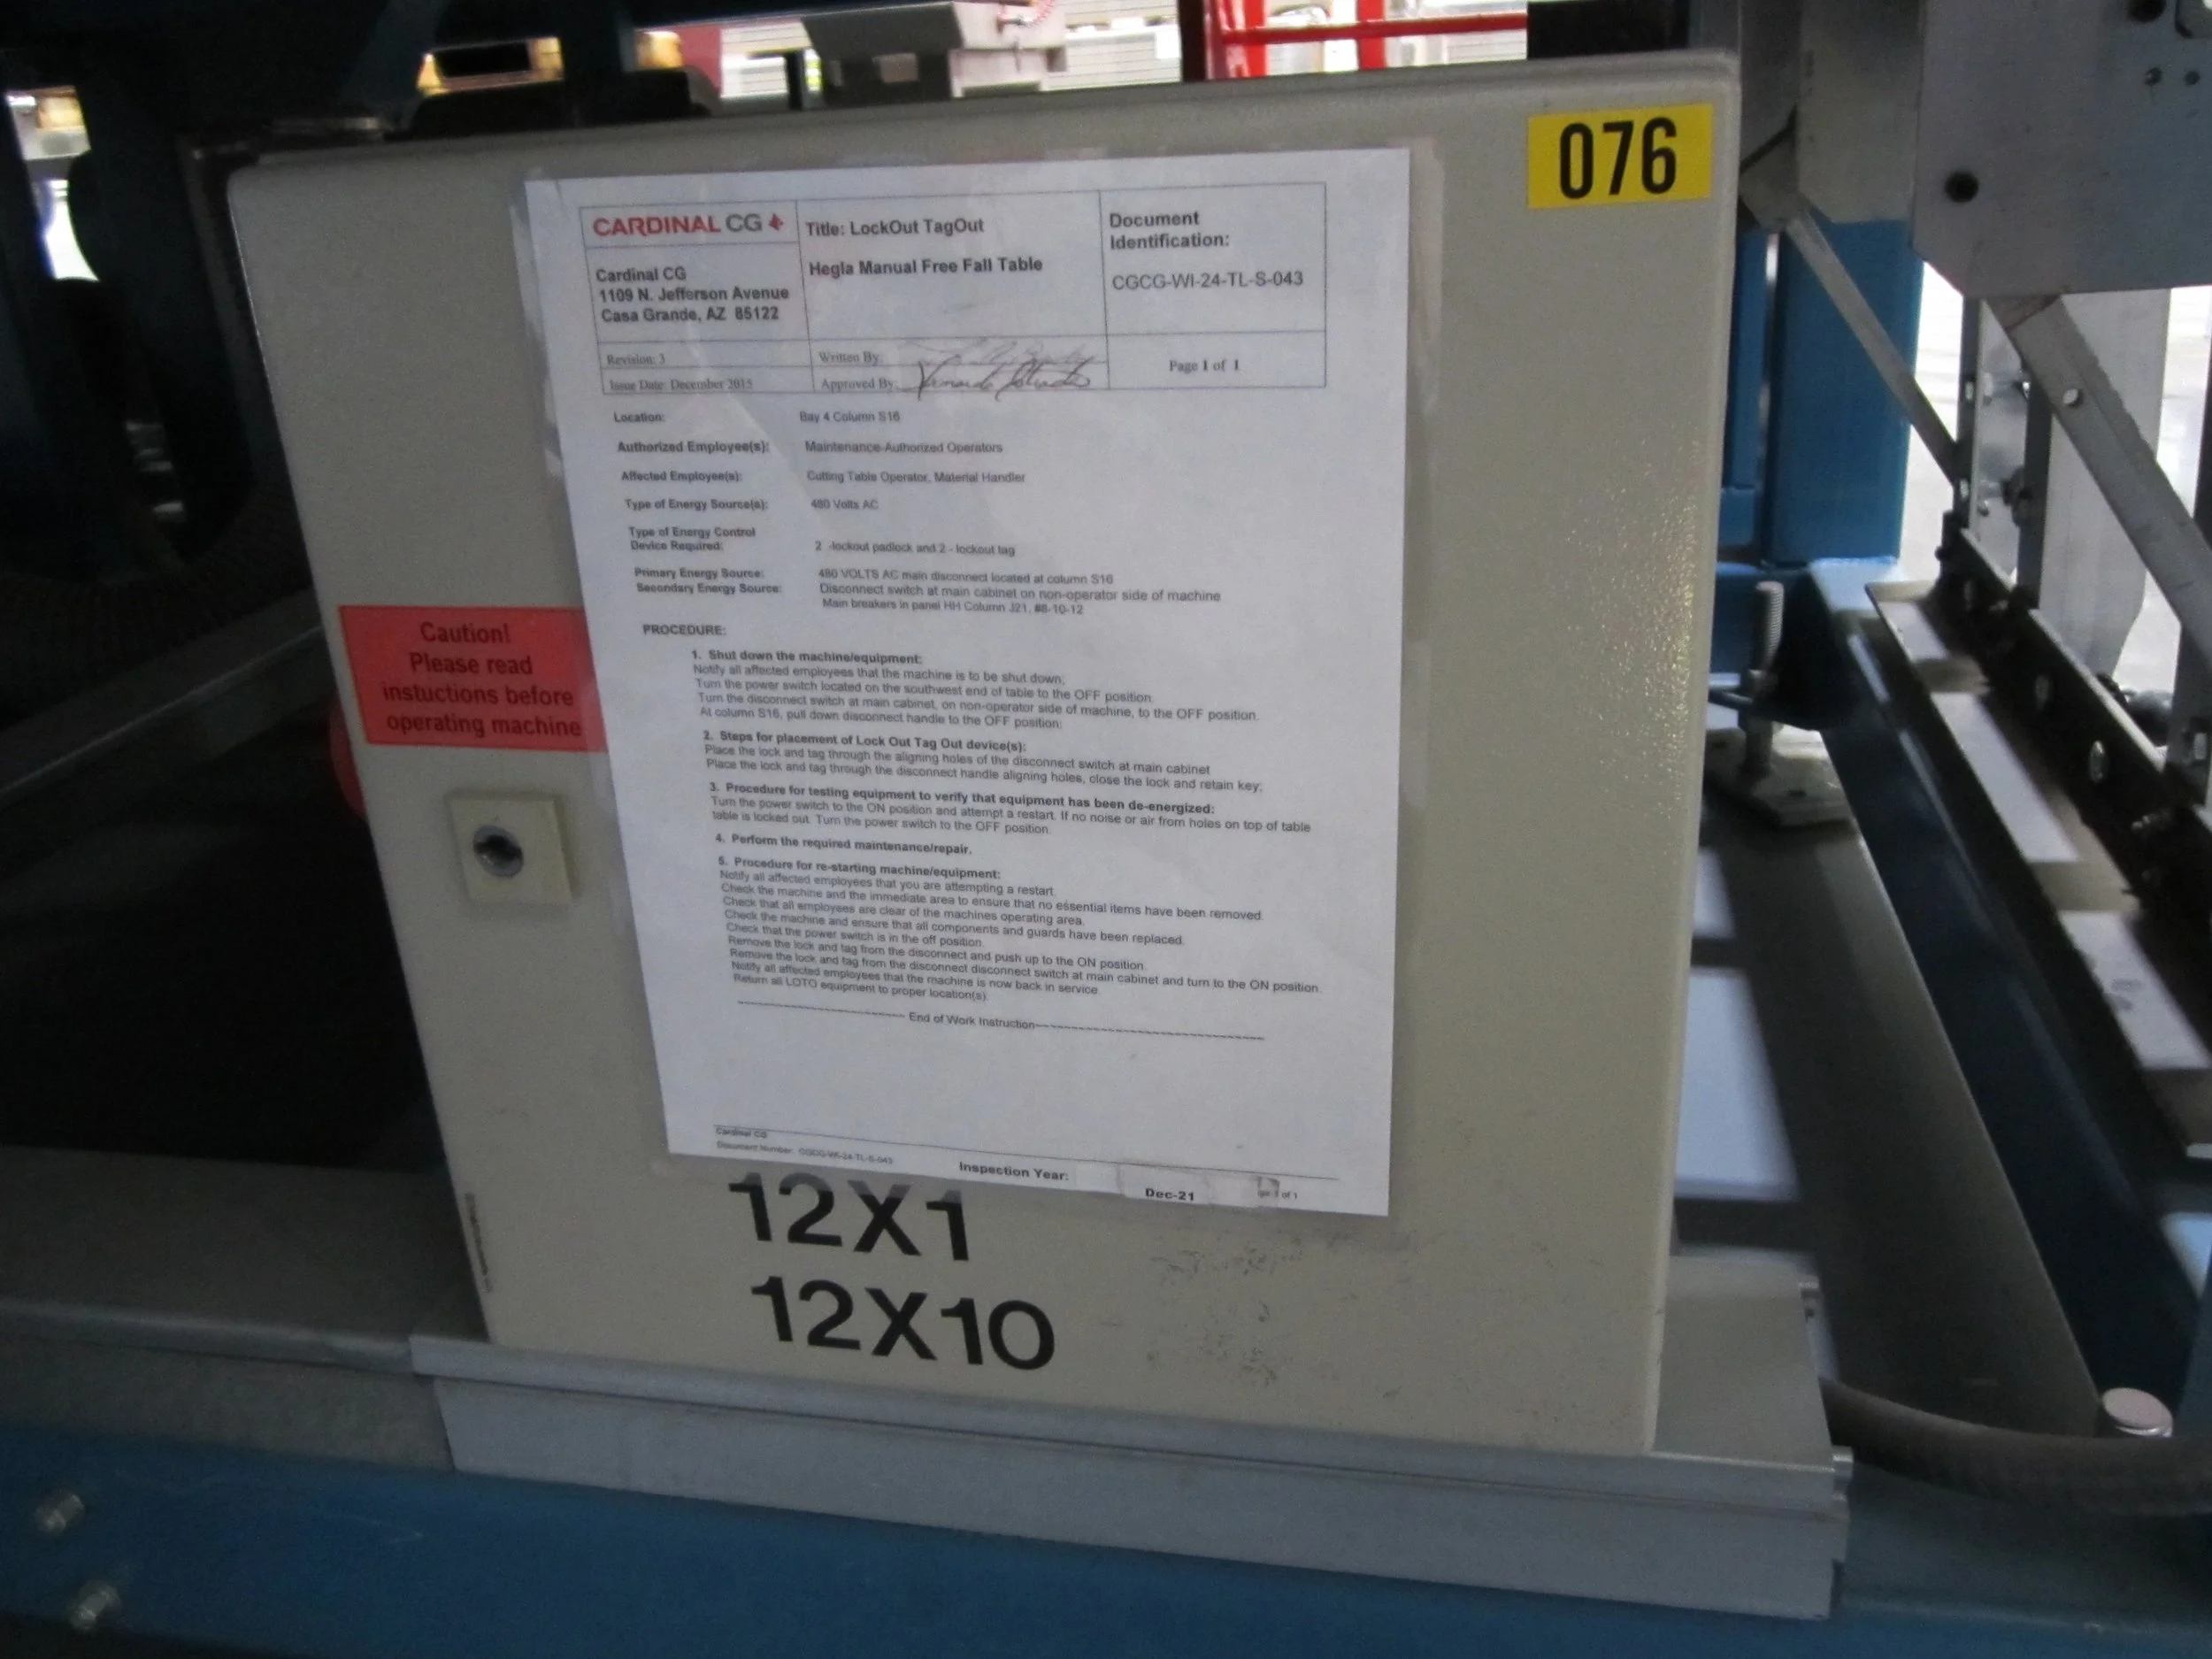 076
CARDINAL CG
Cardinal CG
1109 N. Jefferson Avenue
Casa Grande, AZ 85122
Title: LockOut TagOut
Hegla Manual Free Fall Table
Document
Identification:
CGCG-WI-24-TL-S-043
Revision: 3
Issue Date: December 2015
Written By:
Approved By:
Page 1 of 1
Location: Bay 4 Column S16
Authorized Employee(s): Maintenance-Authorized Operators
Affected Employee(s): Cutting Table Operator, Material Handler
Type of Energy Source(s): 480 Volts AC
Type of Energy Control
Device Required: 2 -lockout padlock and 2 - lockout tag
Primary Energy Source: 480 VOLTS AC main disconnect located at column S16
Secondary Energy Source: Disconnect switch at main cabinet on non-operator side of machine
Main breakers in panel HH Column J21, #8-10-12
PROCEDURE:
1. Shut down the machine/equipment:
Notify all affected employees that the machine is to be shut down;
Turn the power switch located on the southwest end of table to the OFF position.
Turn the disconnect switch at main cabinet, on non-operator side of machine, to the OFF position.
At column S16, pull down disconnect handle to the OFF position;
2. Steps for placement of Lock Out Tag Out device(s):
Place the lock and tag through the aligning holes of the disconnect switch at main cabinet
Place the lock and tag through the disconnect handle aligning holes, close the lock and retain key;
3. Procedure for testing equipment to verify that equipment has been de-energized:
Turn the power switch to the ON position and attempt a restart. If no noise or air from holes on top of table
table is locked out. Turn the power switch to the OFF position.
4. Perform the required maintenance/repair.
5. Procedure for re-starting machine/equipment:
Notify all affected employees that you are attempting a restart.
Check the machine and the immediate area to ensure that no essential items have been removed.
Check that all employees are clear of the machines operating area.
Check the machine and ensure that all components and guards have been replaced.
Check that the power switch is in the off position.
Remove the lock and tag from the disconnect and push up to the ON position.
Remove the lock and tag from the disconnect disconnect switch at main cabinet and turn to the ON position.
Notify all affected employees that the machine is now back in service.
Return all LOTO equipment to proper location(s).
End of Work Instruction
Cardinal CG
Document Number: CGCG-WI-24-TL-S-043
Inspection Year: Dec-21
of 1
Caution!
Please read
instuctions before
operating machine
12X1
12X10